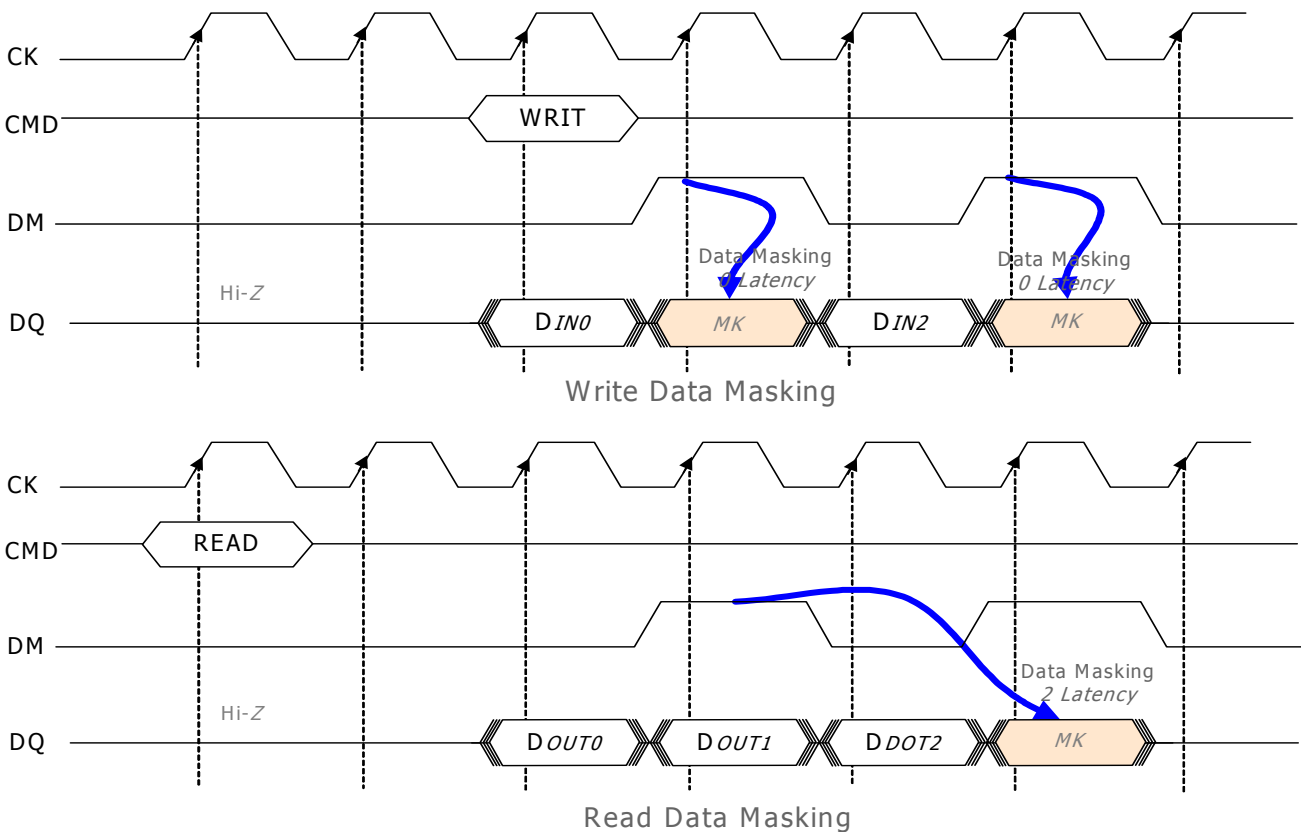 CK
CMD
WRIT
DM
Data Masking
0 Latency
Data Masking
0 Latency
Hi-Z
DQ
DIN0
MK
DIN2
MK
Write Data Masking
CK
CMD
READ
DM
Data Masking
2 Latency
Hi-Z
DQ
DOUT0
DOUT1
DDOT2
MK
Read Data Masking